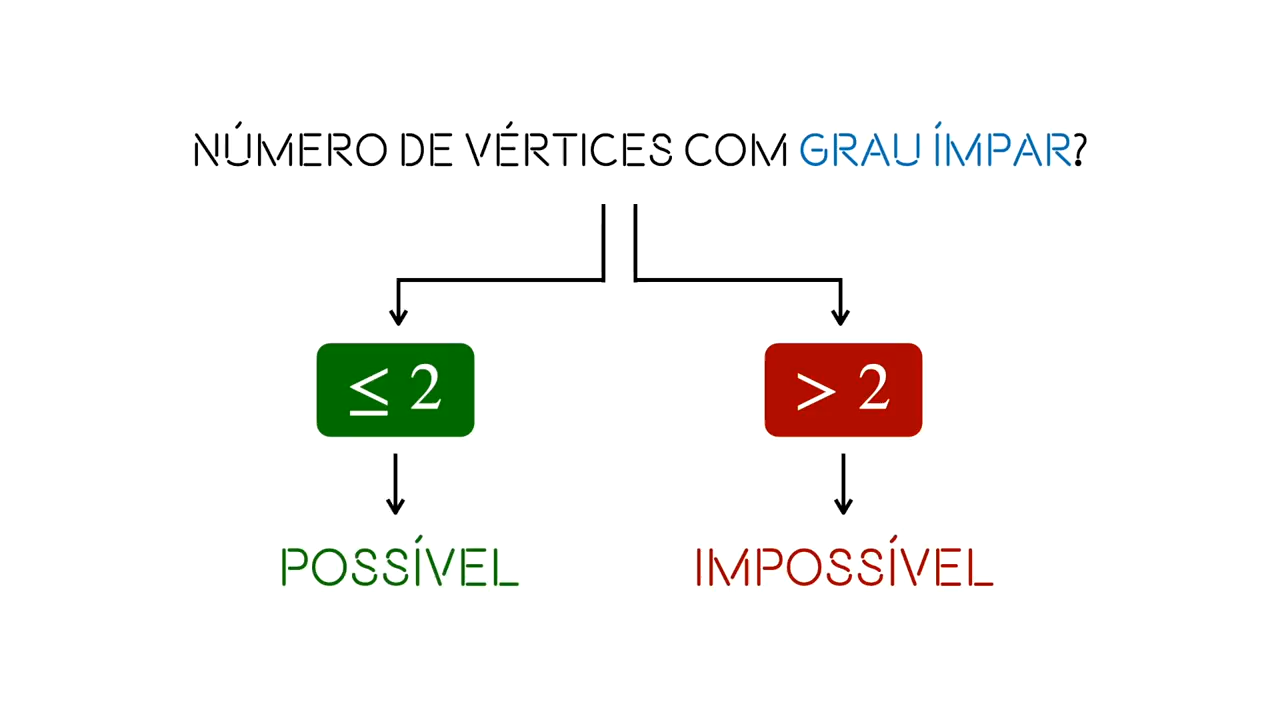 NÚMERO DE VÉRTICES COM GRAU ÍMPAR?
≤ 2
> 2
POSSÍVEL
IMPOSSÍVEL